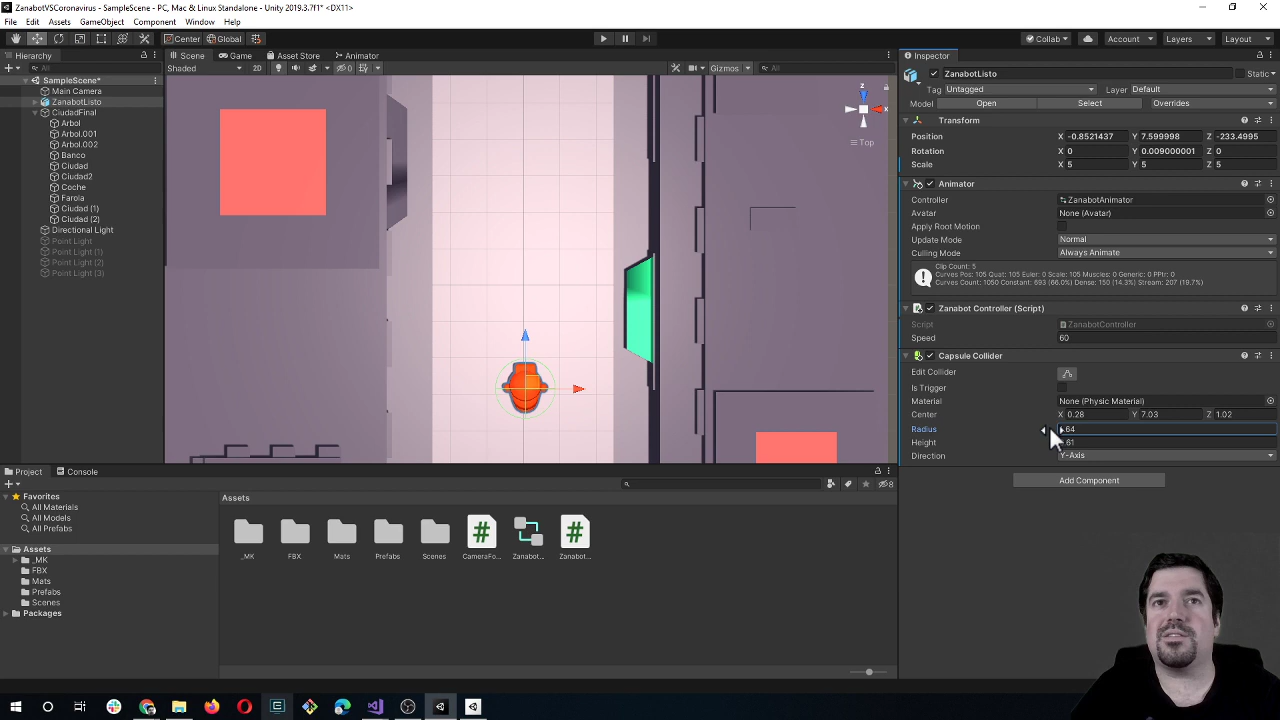 ZanabotVSCoronavirus - SampleScene - PC, Mac & Linux Standalone - Unity 2019.3.7f1* <DX11>
File Edit Assets GameObject Component Window Help
Center Global Collab Account Layers Layout
Hierarchy
All
SampleScene*
Main Camera
ZanabotListo
CiudadFinal
Arbol
Arbol.001
Arbol.002
Banco
Ciudad
Ciudad2
Coche
Farola
Ciudad (1)
Ciudad (2)
Directional Light
Point Light
Point Light (1)
Point Light (2)
Point Light (3)
Scene Game Asset Store Animator
Shaded 2D 0 Gizmos All
z
x
Top
Inspector
ZanabotListo Static
Tag Untagged Layer Default
Model Open Select Overrides
Transform
Position X -0.8521437 Y 7.599998 Z -233.4995
Rotation X 0 Y 0.009000001 Z 0
Scale X 5 Y 5 Z 5
Animator
Controller ZanabotAnimator
Avatar None (Avatar)
Apply Root Motion
Update Mode Normal
Culling Mode Always Animate
Clip Count: 5
Curves Pos: 105 Quat: 105 Euler: 0 Scale: 105 Muscles: 0 Generic: 0 PPtr: 0
Curves Count: 1050 Constant: 693 (66.0%) Dense: 150 (14.3%) Stream: 207 (19.7%)
Zanabot Controller (Script)
Script ZanabotController
Speed 60
Capsule Collider
Edit Collider
Is Trigger
Material None (Physic Material)
Center X 0.28 Y 7.03 Z 1.02
Radius .64
Height .61
Direction Y-Axis
Add Component
Project Console
8
Favorites
All Materials
All Models
All Prefabs
Assets
_MK
FBX
Mats
Prefabs
Scenes
Packages
Assets
_MK FBX Mats Prefabs Scenes CameraFo... Zanabot... Zanabot...